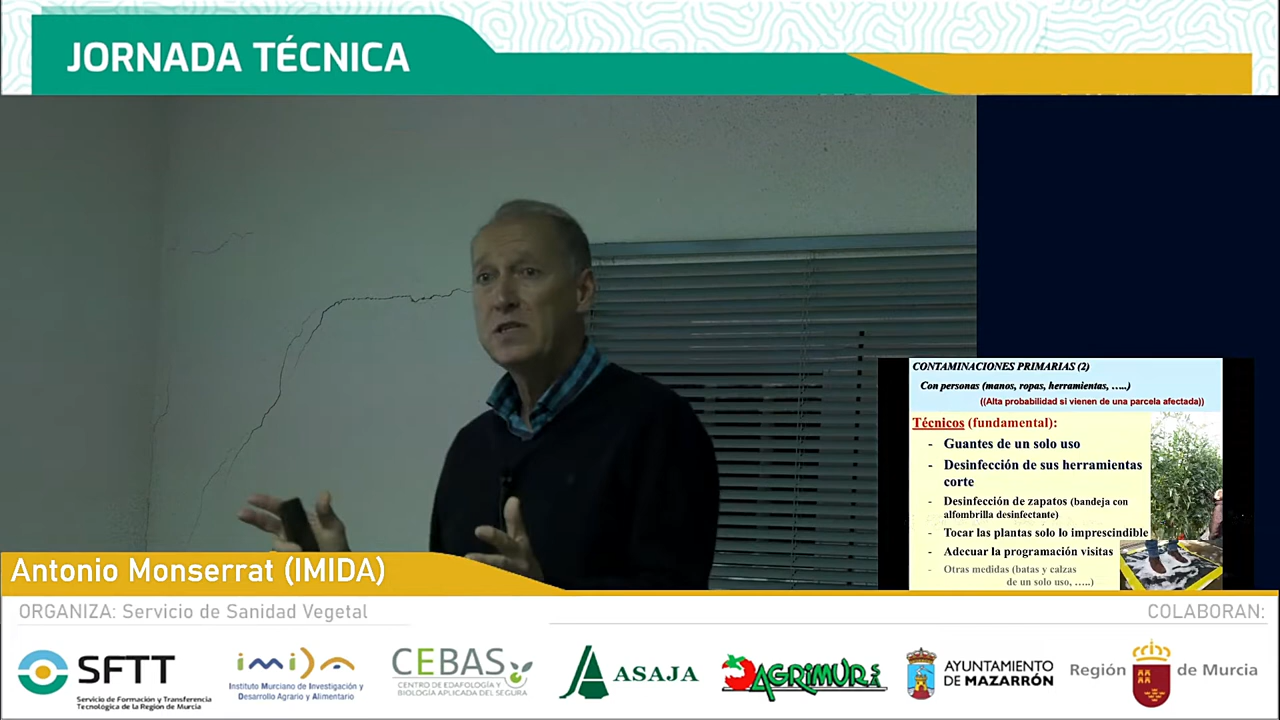 JORNADA TÉCNICA
CONTAMINACIONES PRIMARIAS (2)
Con personas (manos, ropas, herramientas, …..)
((Alta probabilidad si vienen de una parcela afectada))
Técnicos (fundamental):
- Guantes de un solo uso
- Desinfección de sus herramientas
corte
- Desinfección de zapatos (bandeja con
alfombrilla desinfectante)
- Tocar las plantas solo lo imprescindible
- Adecuar la programación visitas
- Otras medidas (batas y calzas
de un solo uso, …..)
Antonio Monserrat (IMIDA)
ORGANIZA: Servicio de Sanidad Vegetal
COLABORAN:
SFTT
Servicio de Formación y Transferencia
Tecnológica de la Región de Murcia
imida
Instituto Murciano de Investigación y
Desarrollo Agrario y Alimentario
CEBAS
CENTRO DE EDAFOLOGÍA Y
BIOLOGÍA APLICADA DEL SEGURA
ASAJA
AGRIMUR
AYUNTAMIENTO
DE MAZARRÓN
Región de Murcia